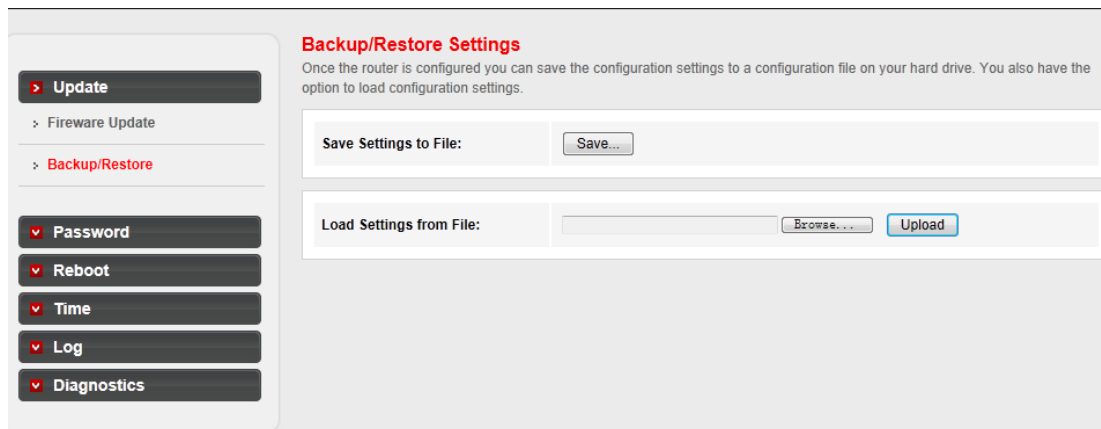 Update
Fireware Update
Backup/Restore
Password
Reboot
Time
Log
Diagnostics
Backup/Restore Settings
Once the router is configured you can save the configuration settings to a configuration file on your hard drive. You also have the
option to load configuration settings.
Save Settings to File: Save...
Load Settings from File: Browse... Upload